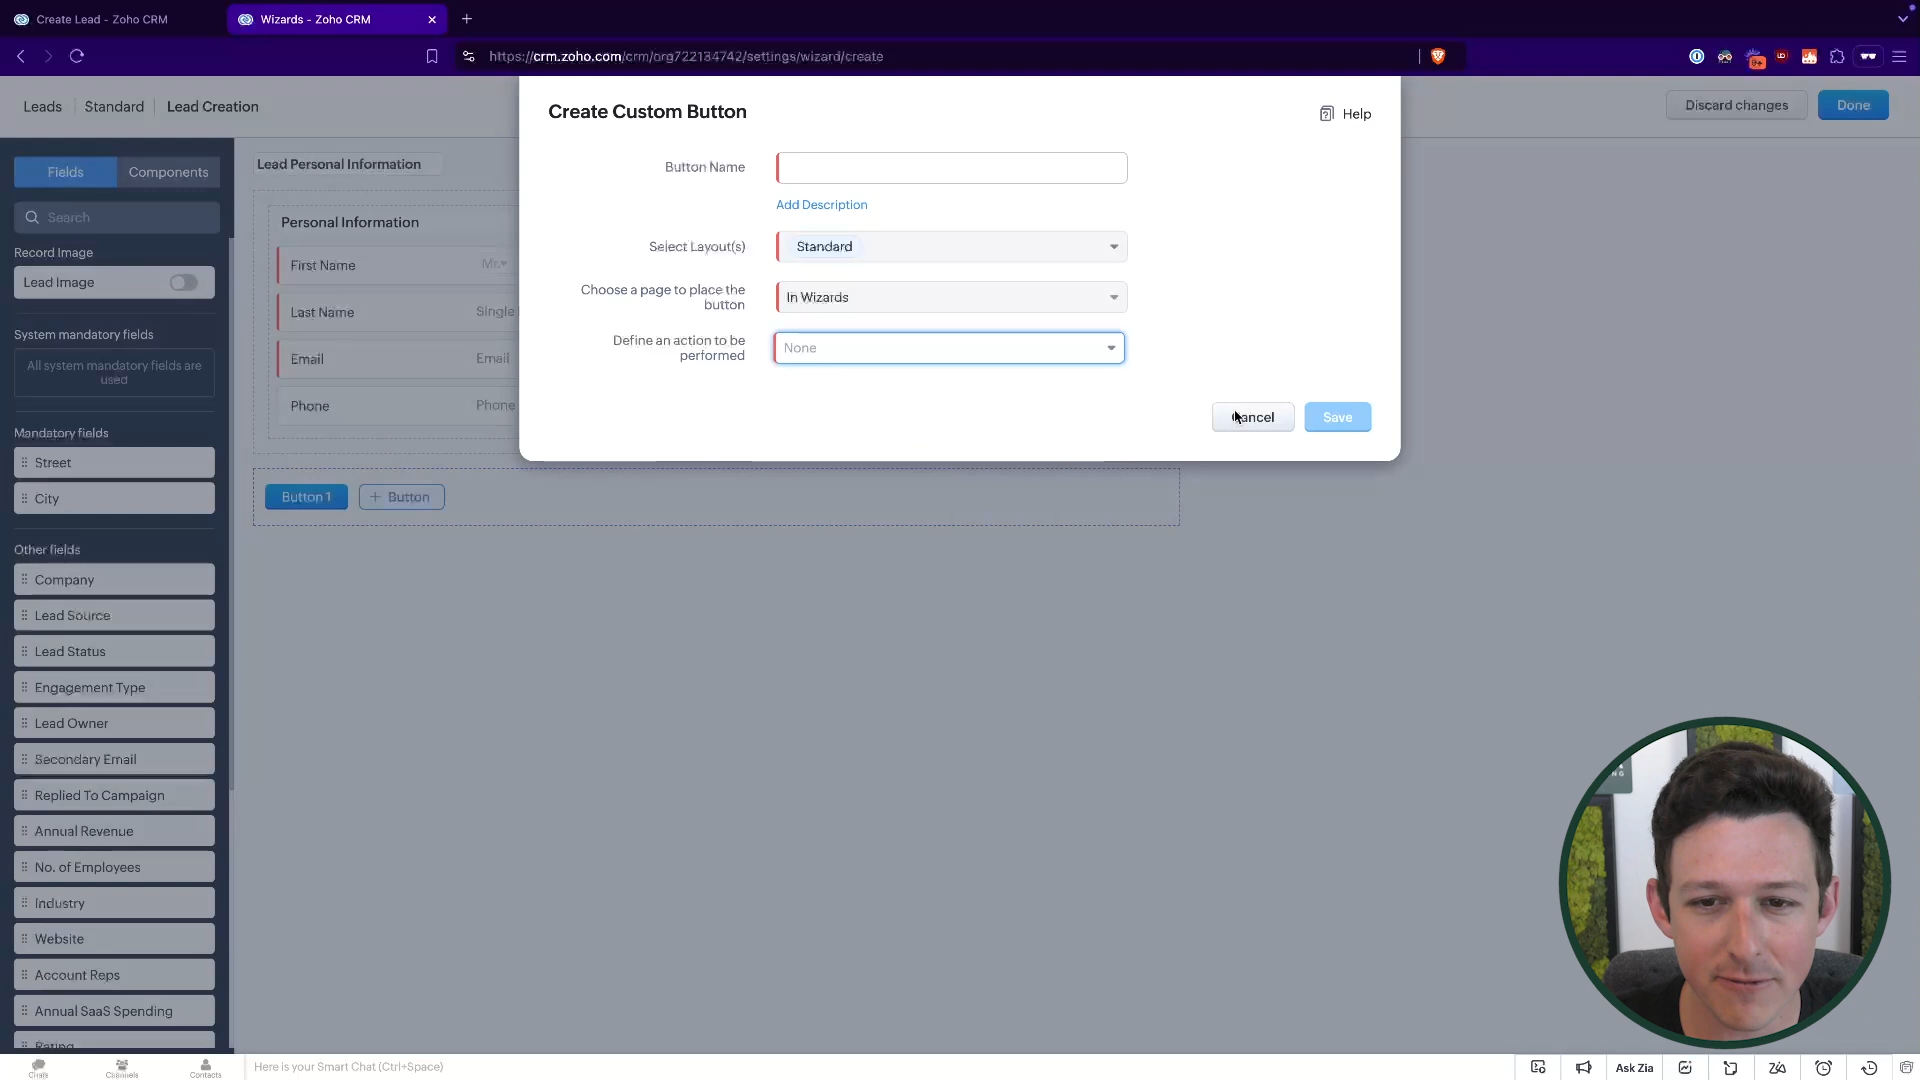 Create Lead - Zoho CRM
Wizards - Zoho CRM
https://crm.zoho.com/crm/org722134742/settings/wizard/create
Leads
Standard
Lead Creation
Discard changes
Done
Create Custom Button
Help
Button Name
Add Description
Select Layout(s)
Standard
Choose a page to place the
button
In Wizards
Define an action to be
performed
None
Cancel
Save
Fields
Components
Search
Record Image
Lead Image
System mandatory fields
All system mandatory fields are
used
Mandatory fields
Street
City
Other fields
Company
Lead Source
Lead Status
Engagement Type
Lead Owner
Secondary Email
Replied To Campaign
Annual Revenue
No. of Employees
Industry
Website
Account Reps
Annual SaaS Spending
Rating
Lead Personal Information
Personal Information
First Name
Mr.
Last Name
Single
Email
Email
Phone
Phone
Button 1
+ Button
Chats
Channels
Contacts
Here is your Smart Chat (Ctrl+Space)
Ask Zia